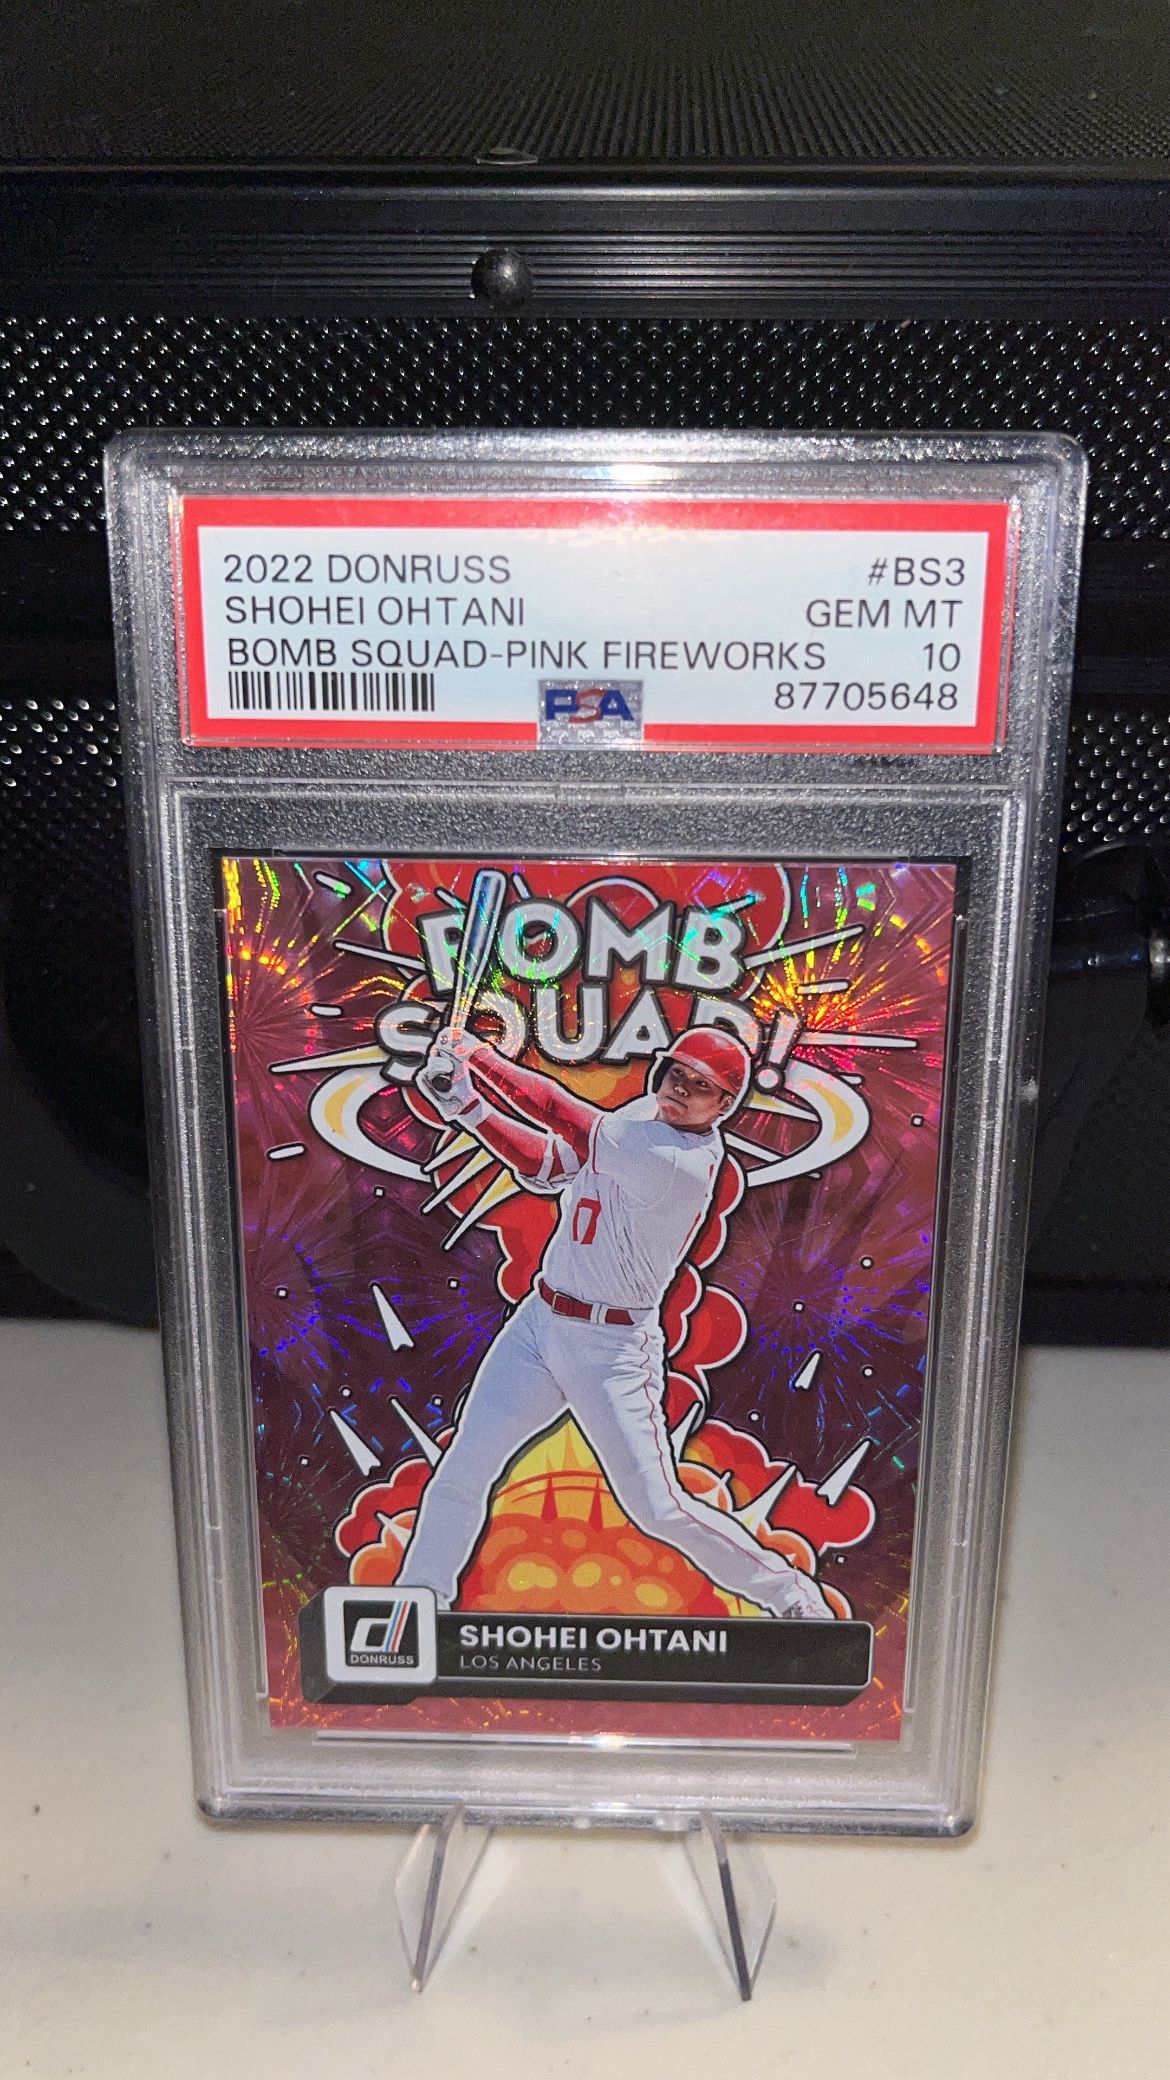 2022 DONRUSS #BS3
SHOHEI OHTANI GEM MT
BOMB SQUAD-PINK FIREWORKS 10
PSA 87705648
BOMB
SQUAD!
17
d
DONRUSS
SHOHEI OHTANI
LOS ANGELES